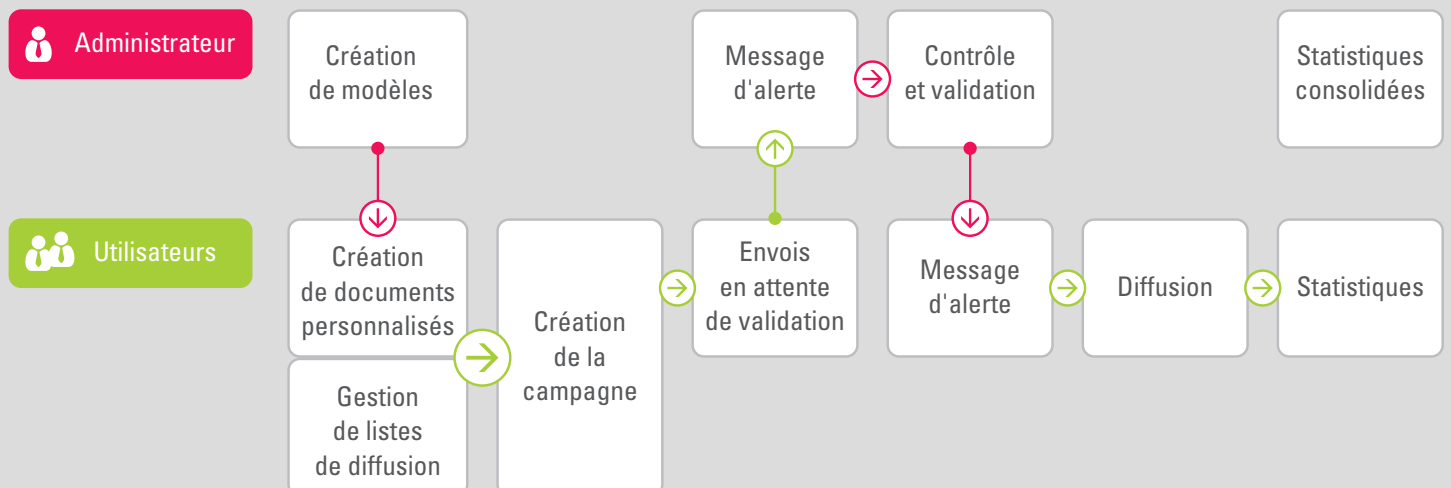 Administrateur
Création
de modèles
Message
d'alerte
Contrôle
et validation
Statistiques
consolidées
Utilisateurs
Création
de documents
personnalisés
Gestion
de listes
de diffusion
Création
de la
campagne
Envois
en attente
de validation
Message
d'alerte
Diffusion
Statistiques